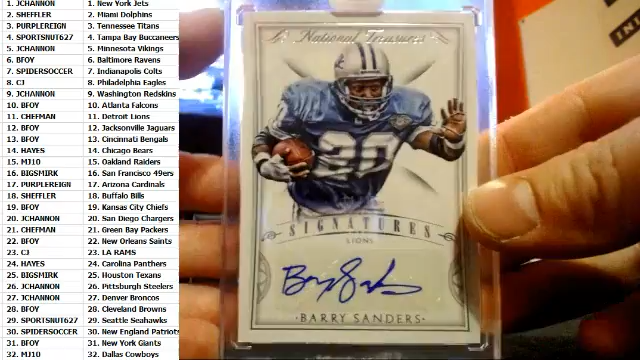 1. JCHANNON 1. New York Jets
2. SHEFFLER 2. Miami Dolphins
3. PURPLEREIGN 3. Tennessee Titans
4. SPORTSNUT627 4. Tampa Bay Buccaneers
5. JCHANNON 5. Minnesota Vikings
6. BFOY 6. Baltimore Ravens
7. SPIDERSOCCER 7. Indianapolis Colts
8. CJ 8. Philadelphia Eagles
9. JCHANNON 9. Washington Redskins
10. BFOY 10. Atlanta Falcons
11. CHEFMAN 11. Detroit Lions
12. BFOY 12. Jacksonville Jaguars
13. BFOY 13. Cincinnati Bengals
14. HAYES 14. Chicago Bears
15. MJ10 15. Oakland Raiders
16. BIGSMIRK 16. San Francisco 49ers
17. PURPLEREIGN 17. Arizona Cardinals
18. SHEFFLER 18. Buffalo Bills
19. BFOY 19. Kansas City Chiefs
20. JCHANNON 20. San Diego Chargers
21. CHEFMAN 21. Green Bay Packers
22. BFOY 22. New Orleans Saints
23. CJ 23. LA RAMS
24. HAYES 24. Carolina Panthers
25. BIGSMIRK 25. Houston Texans
26. JCHANNON 26. Pittsburgh Steelers
27. JCHANNON 27. Denver Broncos
28. BFOY 28. Cleveland Browns
29. SPORTSNUT627 29. Seattle Seahawks
30. SPIDERSOCCER 30. New England Patriots
31. BFOY 31. New York Giants
32. MJ10 32. Dallas Cowboys
National Treasures
20
SIGNATURES
LIONS
Barry Sanders
·BARRY SANDERS·